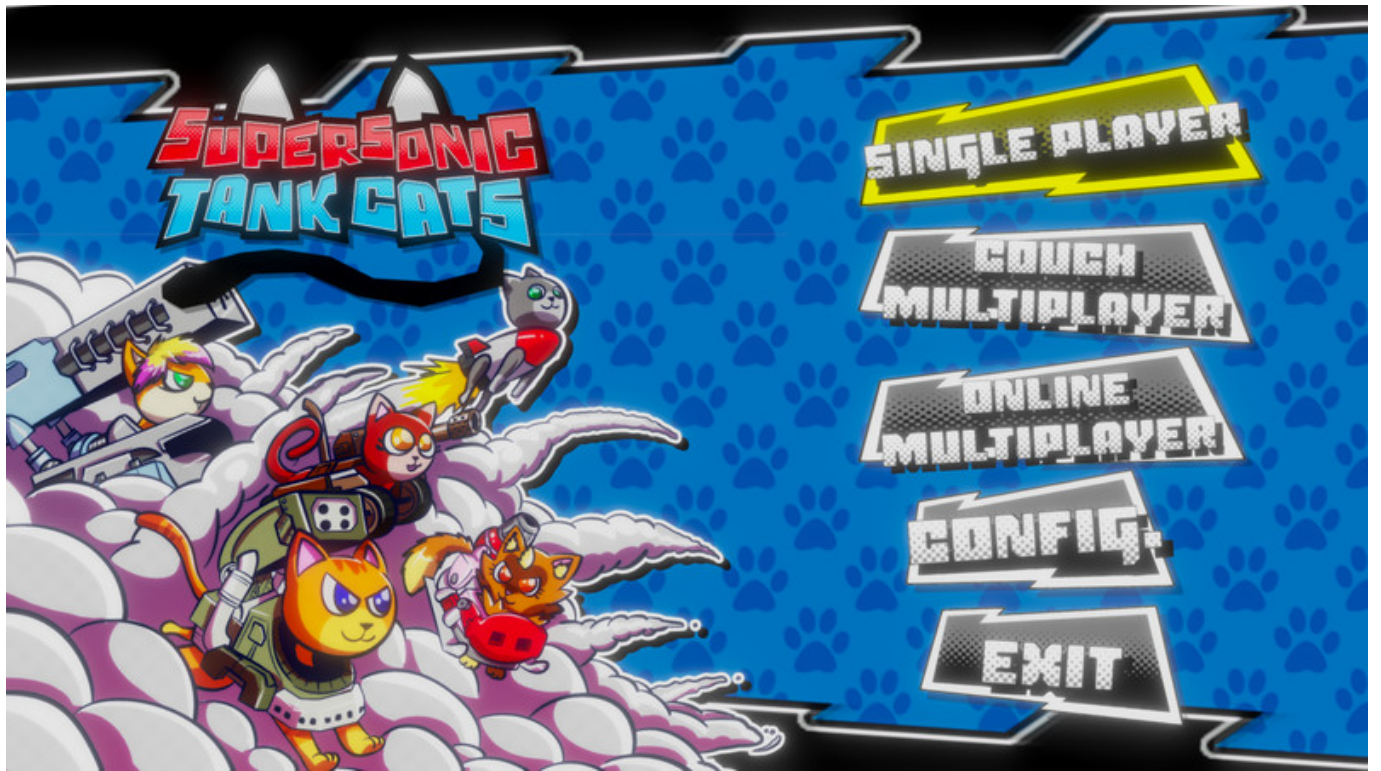 SUPERSONIC
TANK CATS
SINGLE PLAYER
COUCH
MULTIPLAYER
ONLINE
MULTIPLAYER
CONFIG.
EXIT